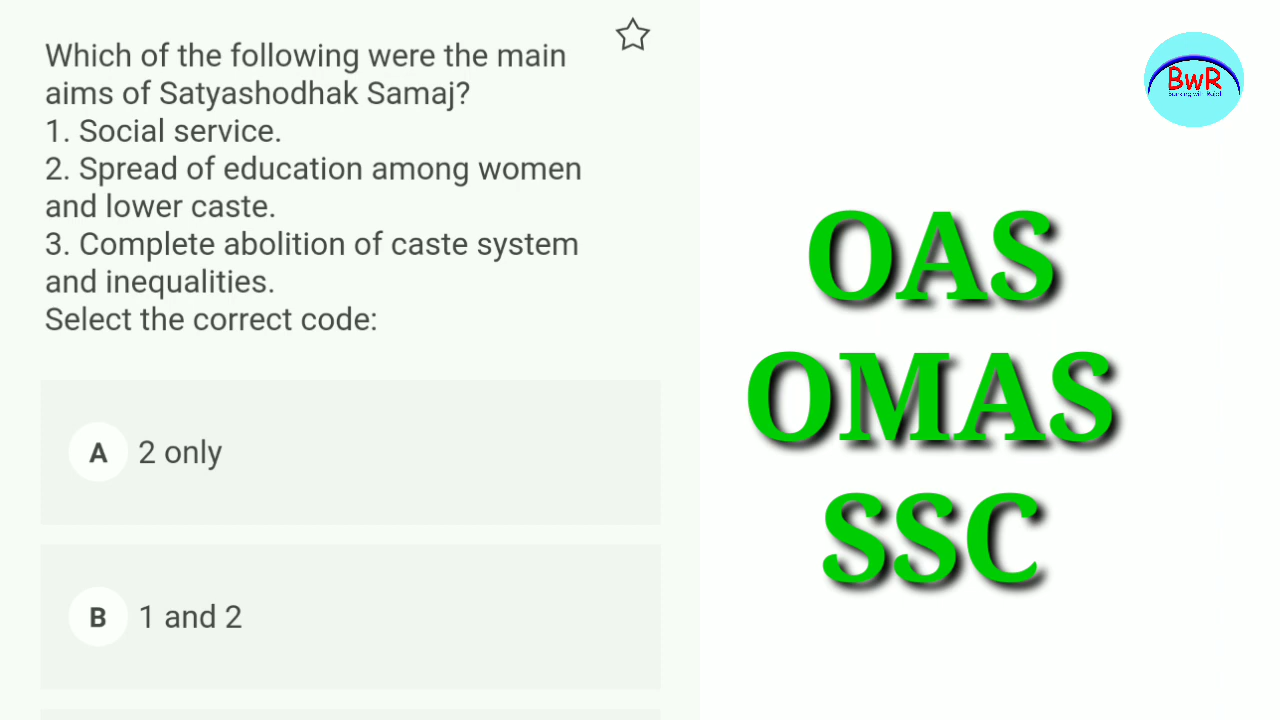 Which of the following were the main
aims of Satyashodhak Samaj?
1. Social service.
2. Spread of education among women
and lower caste.
3. Complete abolition of caste system
and inequalities.
Select the correct code:
A 2 only
B 1 and 2
BwR
OAS
OMAS
SSC